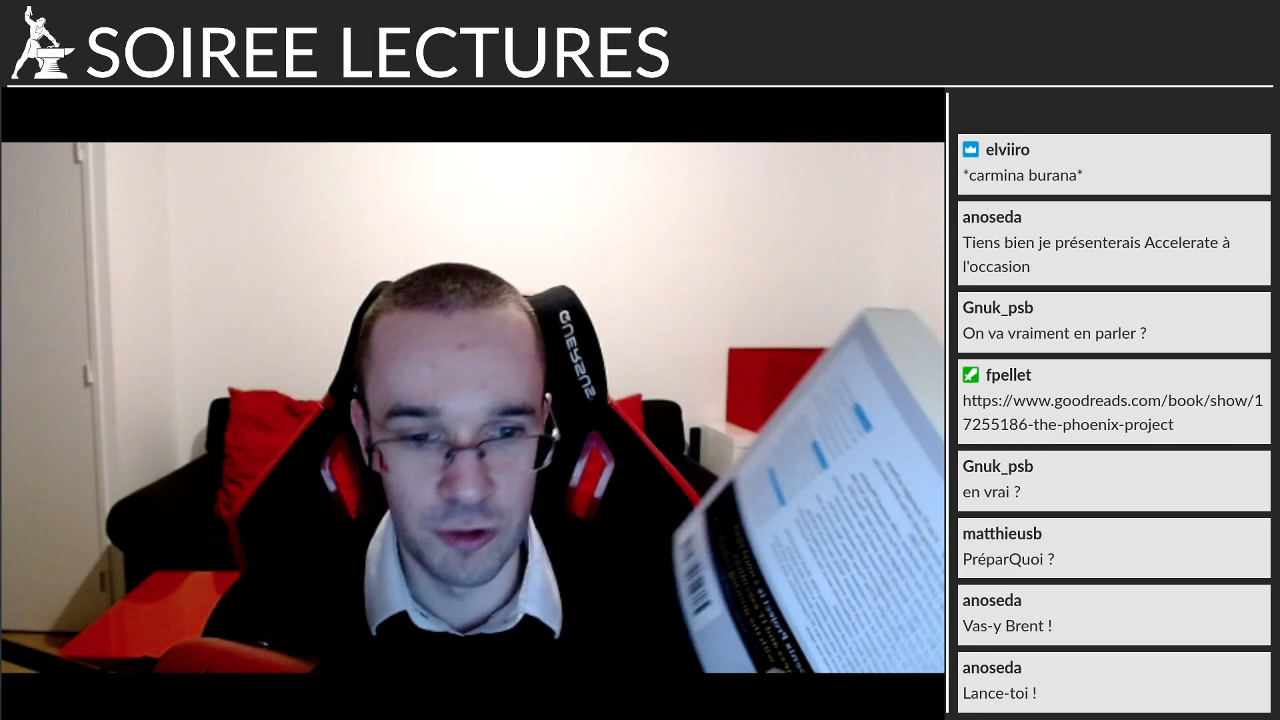 SOIREE LECTURES
elviiro
*carmina burana*
anoseda
Tiens bien je présenterais Accelerate à
l'occasion
Gnuk_psb
On va vraiment en parler ?
fpellet
https://www.goodreads.com/book/show/1
7255186-the-phoenix-project
Gnuk_psb
en vrai ?
matthieusb
PréparQuoi ?
anoseda
Vas-y Brent !
anoseda
Lance-toi !